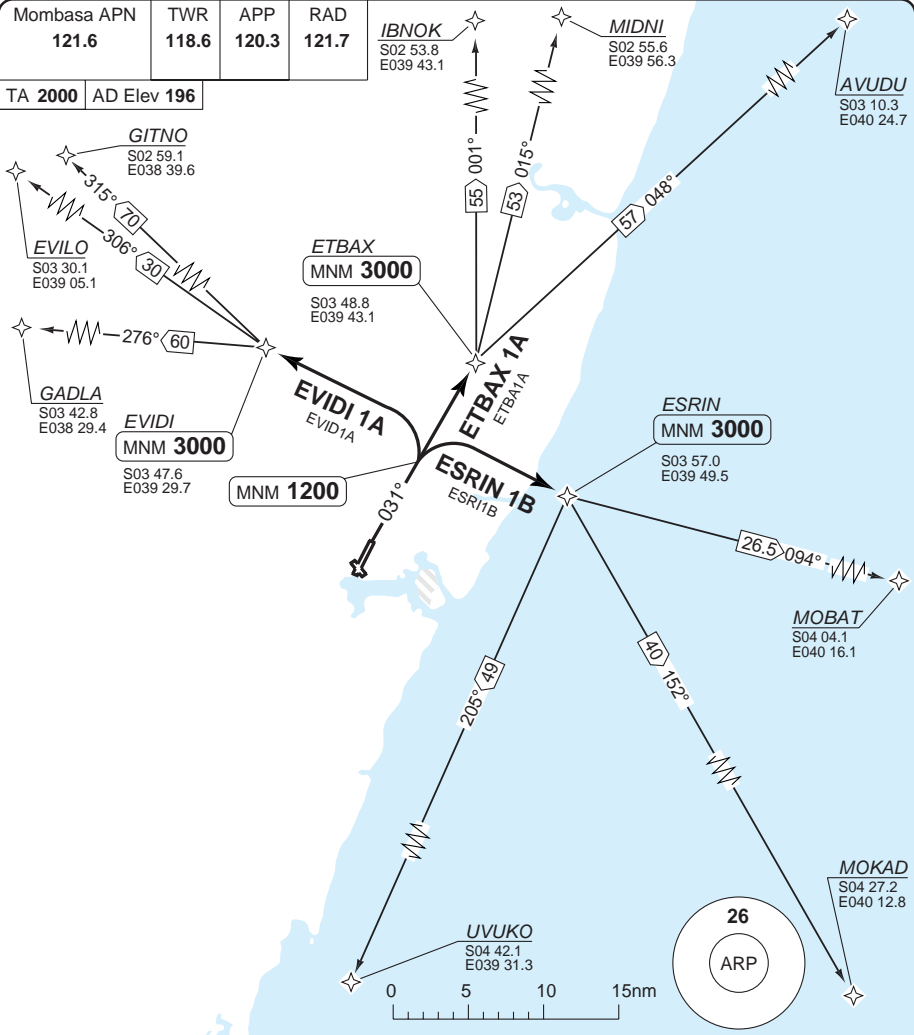 Mombasa APN
121.6
TWR
118.6
APP
120.3
RAD
121.7
TA 2000
AD Elev 196
IBNOK
S02 53.8
E039 43.1
MIDNI
S02 55.6
E039 56.3
AVUDU
S03 10.3
E040 24.7
GITNO
S02 59.1
E038 39.6
EVILO
S03 30.1
E039 05.1
315° 70
306° 30
276° 60
55 001°
53 015°
57 048°
ETBAX
MNM 3000
S03 48.8
E039 43.1
GADLA
S03 42.8
E038 29.4
EVIDI
MNM 3000
S03 47.6
E039 29.7
EVIDI 1A
EVID1A
ETBAX 1A
ETBA1A
ESRIN 1B
ESRI1B
MNM 1200
031°
ESRIN
MNM 3000
S03 57.0
E039 49.5
26.5 094°
MOBAT
S04 04.1
E040 16.1
205° 49
40 152°
MOKAD
S04 27.2
E040 12.8
UVUKO
S04 42.1
E039 31.3
26
ARP
0 5 10 15nm